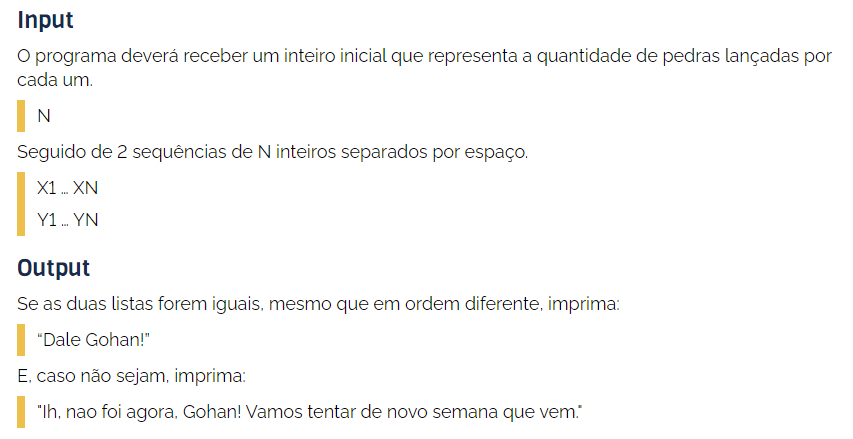 Input
O programa deverá receber um inteiro inicial que representa a quantidade de pedras lançadas por
cada um.
N
Seguido de 2 sequências de N inteiros separados por espaço.
X1 … XN
Y1 … YN
Output
Se as duas listas forem iguais, mesmo que em ordem diferente, imprima:
“Dale Gohan!”
E, caso não sejam, imprima:
"Ih, nao foi agora, Gohan! Vamos tentar de novo semana que vem."